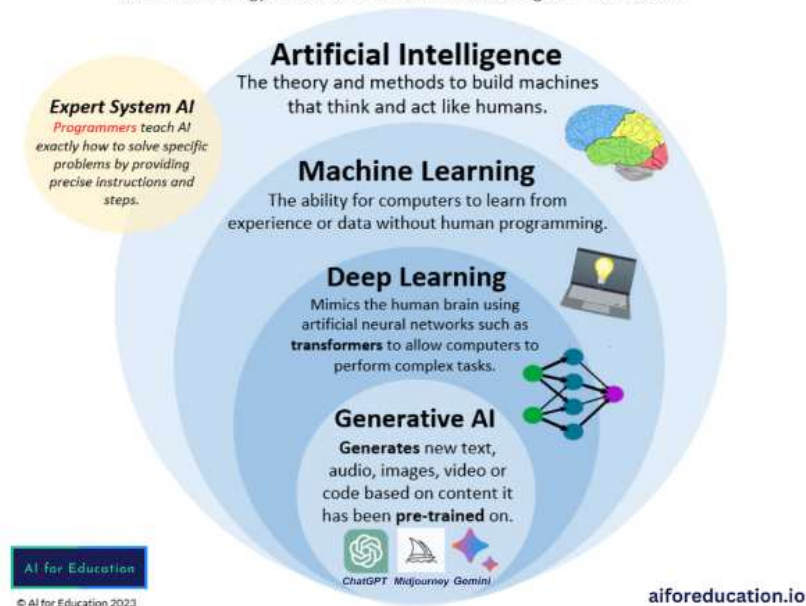 Artificial Intelligence
The theory and methods to build machines
that think and act like humans.
Expert System AI
Programmers teach AI
exactly how to solve specific
problems by providing
precise instructions and
steps.
Machine Learning
The ability for computers to learn from
experience or data without human programming.
Deep Learning
Mimics the human brain using
artificial neural networks such as
transformers to allow computers to
perform complex tasks.
Generative AI
Generates new text,
audio, images, video or
code based on content it
has been pre-trained on.
ChatGPT Midjourney Gemini
AI for Education
© AI for Education 2023
aiforeducation.io